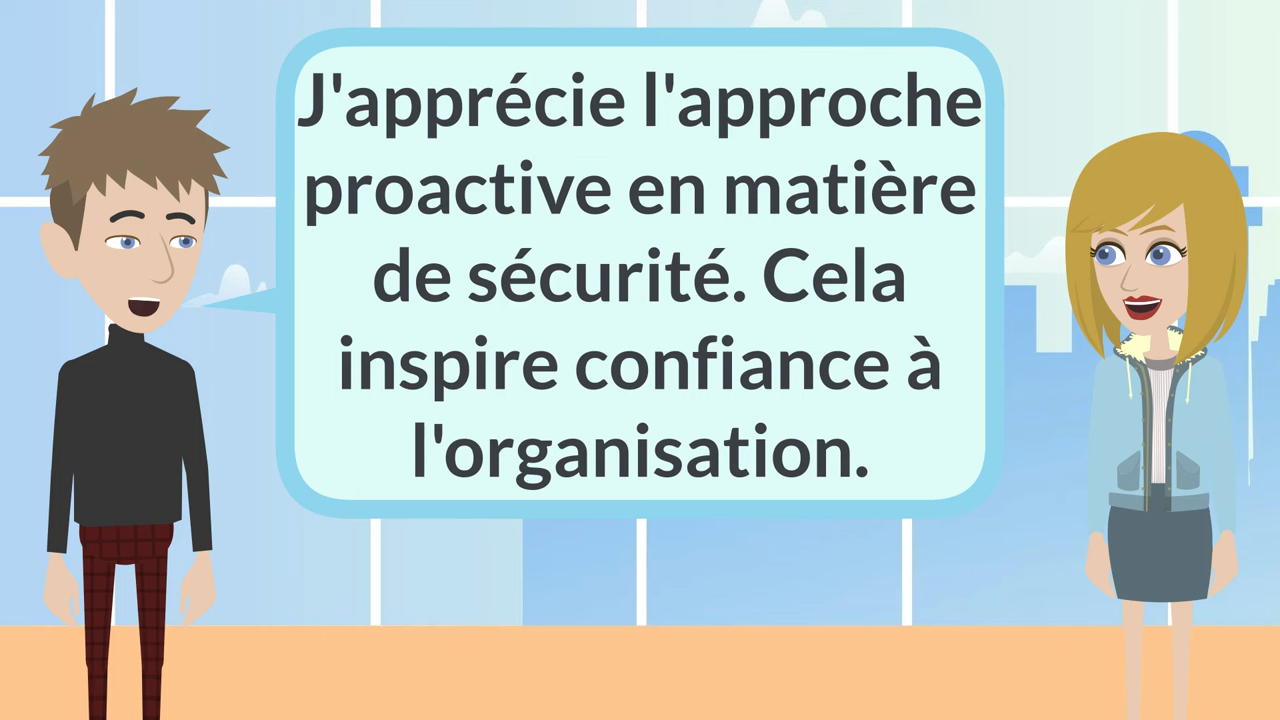 J'apprécie l'approche
proactive en matière
de sécurité. Cela
inspire confiance à
l'organisation.